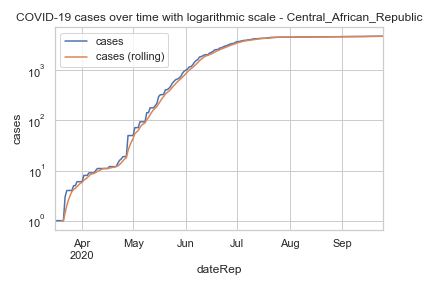 COVID-19 cases over time with logarithmic scale - Central_African_Republic
cases
cases (rolling)
10³
10²
10¹
10⁰
cases
Apr
2020
May
Jun
Jul
Aug
Sep
dateRep